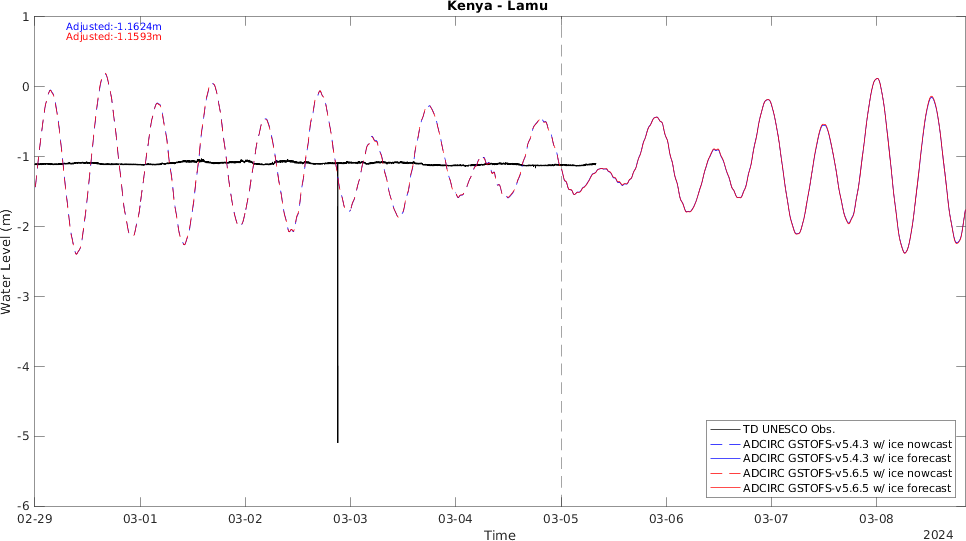 Kenya - Lamu
Adjusted:-1.1624m
Adjusted:-1.1593m
1
0
-1
-2
-3
-4
-5
-6
Water Level (m)
TD UNESCO Obs.
ADCIRC GSTOFS-v5.4.3 w/ ice nowcast
ADCIRC GSTOFS-v5.4.3 w/ ice forecast
ADCIRC GSTOFS-v5.6.5 w/ ice nowcast
ADCIRC GSTOFS-v5.6.5 w/ ice forecast
02-29 03-01 03-02 03-03 03-04 03-05 03-06 03-07 03-08
Time
2024